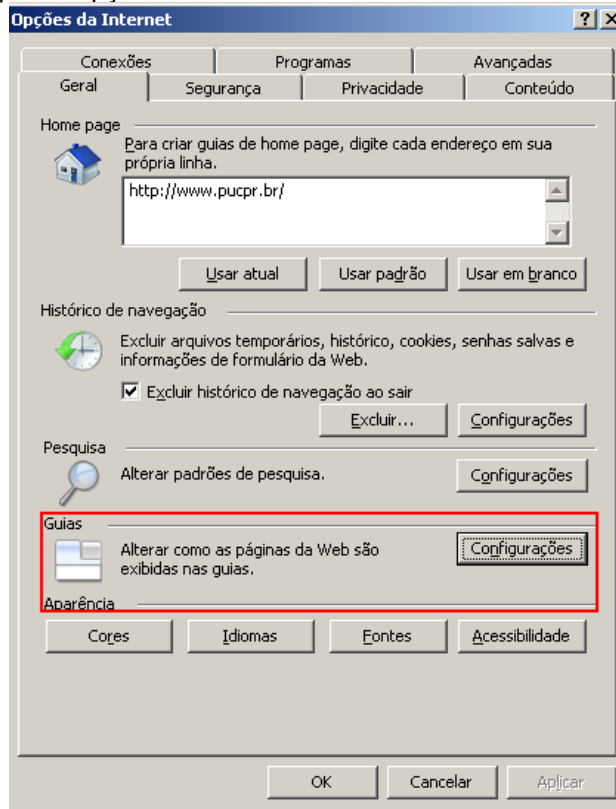 Opções da Internet
Conexões Programas Avançadas
Geral Segurança Privacidade Conteúdo
Home page
Para criar guias de home page, digite cada endereço em sua
própria linha.
http://www.pucpr.br/
Usar atual Usar padrão Usar em branco
Histórico de navegação
Excluir arquivos temporários, histórico, cookies, senhas salvas e
informações de formulário da Web.
Excluir histórico de navegação ao sair
Excluir... Configurações
Pesquisa
Alterar padrões de pesquisa. Configurações
Guias
Alterar como as páginas da Web são Configurações
exibidas nas guias.
Aparência
Cores Idiomas Fontes Acessibilidade
OK Cancelar Aplicar